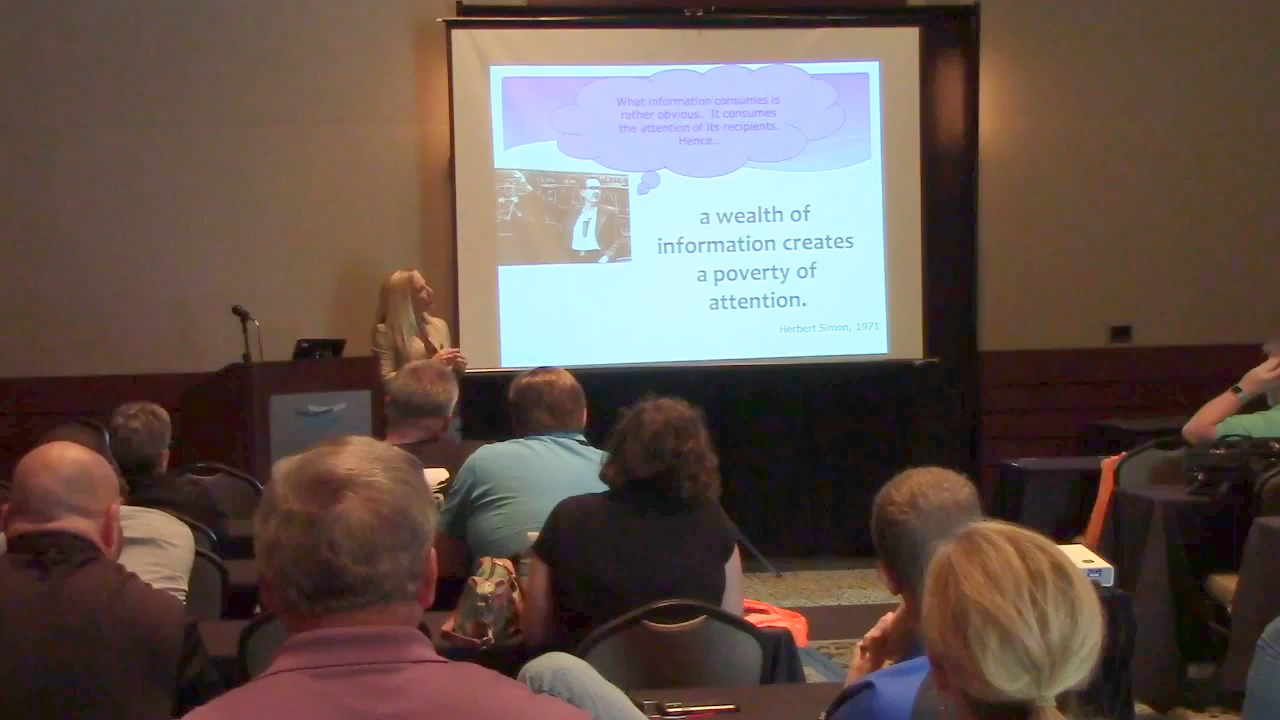 What information consumes is
rather obvious. It consumes
the attention of its recipients.
Hence...
a wealth of
information creates
a poverty of
attention.
Herbert Simon, 1971